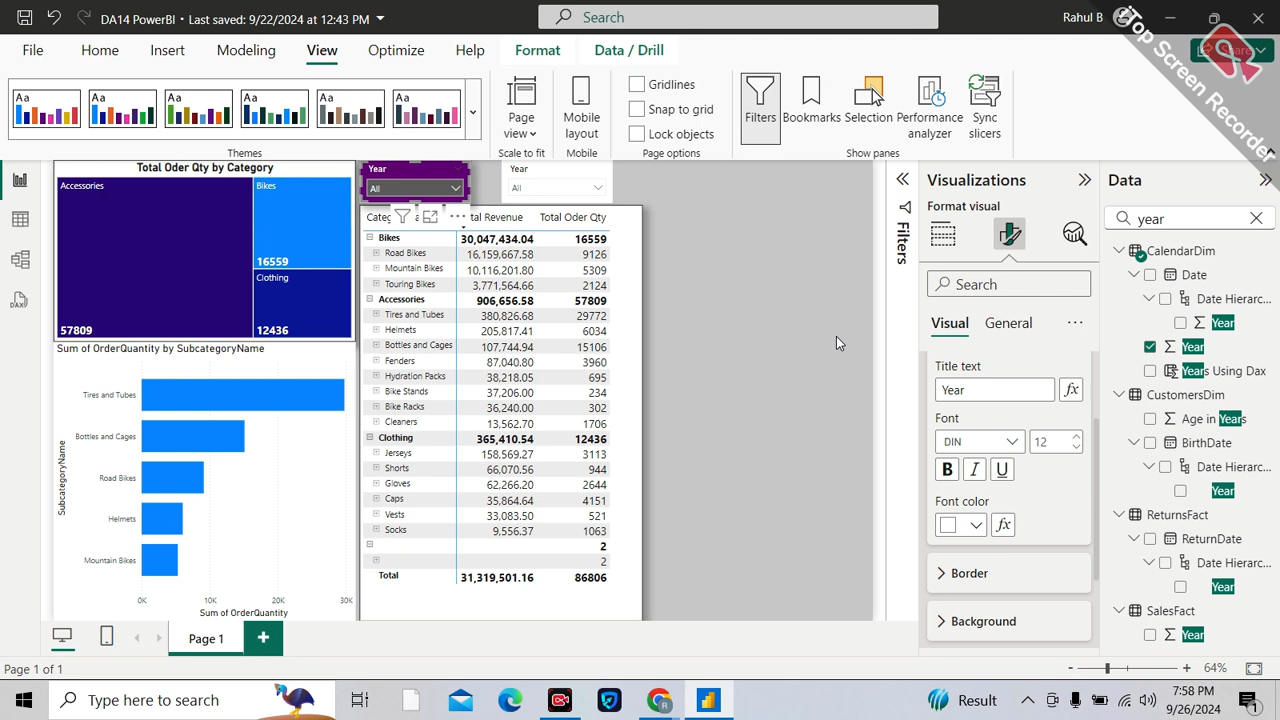 DA14 PowerBI • Last saved: 9/22/2024 at 12:43 PM
Search
Rahul B
iTop Screen Recorder
File Home Insert Modeling View Optimize Help Format Data / Drill
Share
Aa Aa Aa Aa Aa Aa
Themes
Page view
Scale to fit
Mobile layout
Mobile
Gridlines
Snap to grid
Lock objects
Page options
Filters
Bookmarks
Selection
Performance analyzer
Sync slicers
Show panes
Total Oder Qty by Category
Accessories
57809
Bikes
16559
Clothing
12436
Sum of OrderQuantity by SubcategoryName
SubcategoryName
Tires and Tubes
Bottles and Cages
Road Bikes
Helmets
Mountain Bikes
0K 10K 20K 30K
Sum of OrderQuantity
Year
All
Year
All
Total Oder Qty
Bikes 30,047,434.04 16559
Road Bikes 16,159,667.58 9126
Mountain Bikes 10,116,201.80 5309
Touring Bikes 3,771,564.66 2124
Accessories 906,656.58 57809
Tires and Tubes 380,826.68 29772
Helmets 205,817.41 6034
Bottles and Cages 107,744.94 15106
Fenders 87,040.80 3960
Hydration Packs 38,218.05 695
Bike Stands 37,206.00 234
Bike Racks 36,240.00 302
Cleaners 13,562.70 1706
Clothing 365,410.54 12436
Jerseys 158,569.27 3113
Shorts 66,070.56 944
Gloves 62,266.20 2644
Caps 35,864.64 4151
Vests 33,083.50 521
Socks 9,556.37 1063
2
2
Total 31,319,501.16 86806
Filters
Visualizations
Format visual
Search
Visual General ...
Title text
Year
Font
DIN 12
B I U
Font color
Border
Background
Data
year
CalendarDim
Date
Date Hierarc...
Year
Year
Years Using Dax
CustomersDim
Age in Years
BirthDate
Date Hierarc...
Year
ReturnsFact
ReturnDate
Date Hierarc...
Year
SalesFact
Year
Page 1
Page 1 of 1
- + 64%
Type here to search
Result
7:58 PM
9/26/2024
1